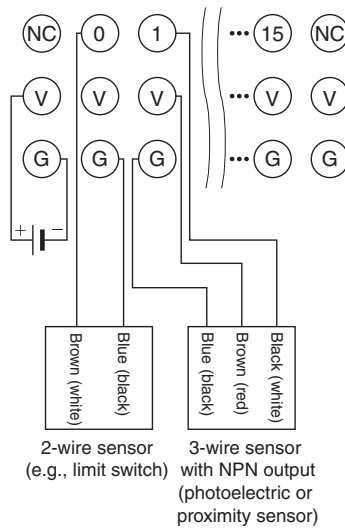 NC 0 1 ••• 15 NC
V V V ••• V V
G G G ••• G G
+ −
Brown (white)
Blue (black)
Blue (black)
Brown (red)
Black (white)
2-wire sensor
(e.g., limit switch)
3-wire sensor
with NPN output
(photoelectric or
proximity sensor)